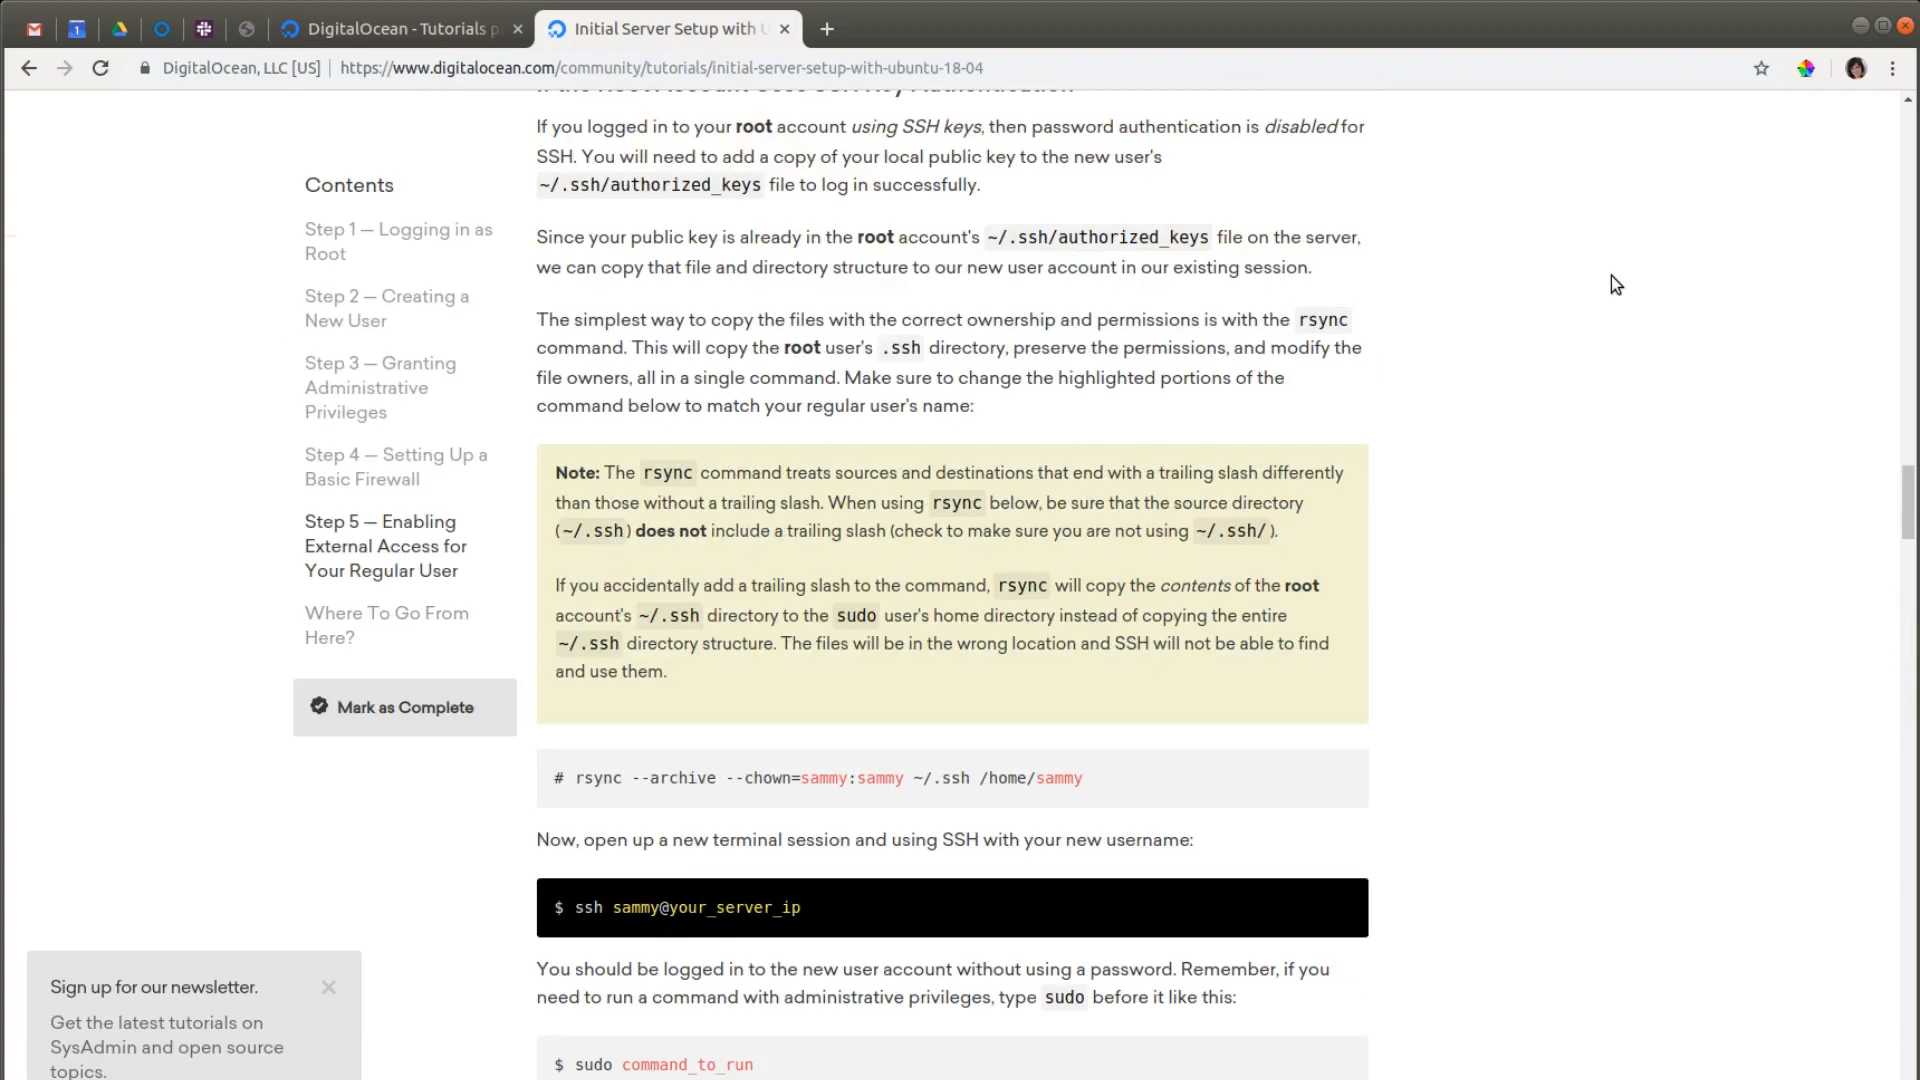 1
DigitalOcean - Tutorials p
Initial Server Setup with U
DigitalOcean, LLC [US]
https://www.digitalocean.com/community/tutorials/initial-server-setup-with-ubuntu-18-04
Contents
Step 1 — Logging in as
Root
Step 2 — Creating a
New User
Step 3 — Granting
Administrative
Privileges
Step 4 — Setting Up a
Basic Firewall
Step 5 — Enabling
External Access for
Your Regular User
Where To Go From
Here?
Mark as Complete
If you logged in to your root account using SSH keys, then password authentication is disabled for
SSH. You will need to add a copy of your local public key to the new user's
~/.ssh/authorized_keys file to log in successfully.
Since your public key is already in the root account's ~/.ssh/authorized_keys file on the server,
we can copy that file and directory structure to our new user account in our existing session.
The simplest way to copy the files with the correct ownership and permissions is with the rsync
command. This will copy the root user's .ssh directory, preserve the permissions, and modify the
file owners, all in a single command. Make sure to change the highlighted portions of the
command below to match your regular user's name:
Note: The rsync command treats sources and destinations that end with a trailing slash differently
than those without a trailing slash. When using rsync below, be sure that the source directory
(~/.ssh) does not include a trailing slash (check to make sure you are not using ~/.ssh/).
If you accidentally add a trailing slash to the command, rsync will copy the contents of the root
account's ~/.ssh directory to the sudo user's home directory instead of copying the entire
~/.ssh directory structure. The files will be in the wrong location and SSH will not be able to find
and use them.
# rsync --archive --chown=sammy:sammy ~/.ssh /home/sammy
Now, open up a new terminal session and using SSH with your new username:
$ ssh sammy@your_server_ip
You should be logged in to the new user account without using a password. Remember, if you
need to run a command with administrative privileges, type sudo before it like this:
$ sudo command_to_run
Sign up for our newsletter.
Get the latest tutorials on
SysAdmin and open source
topics.